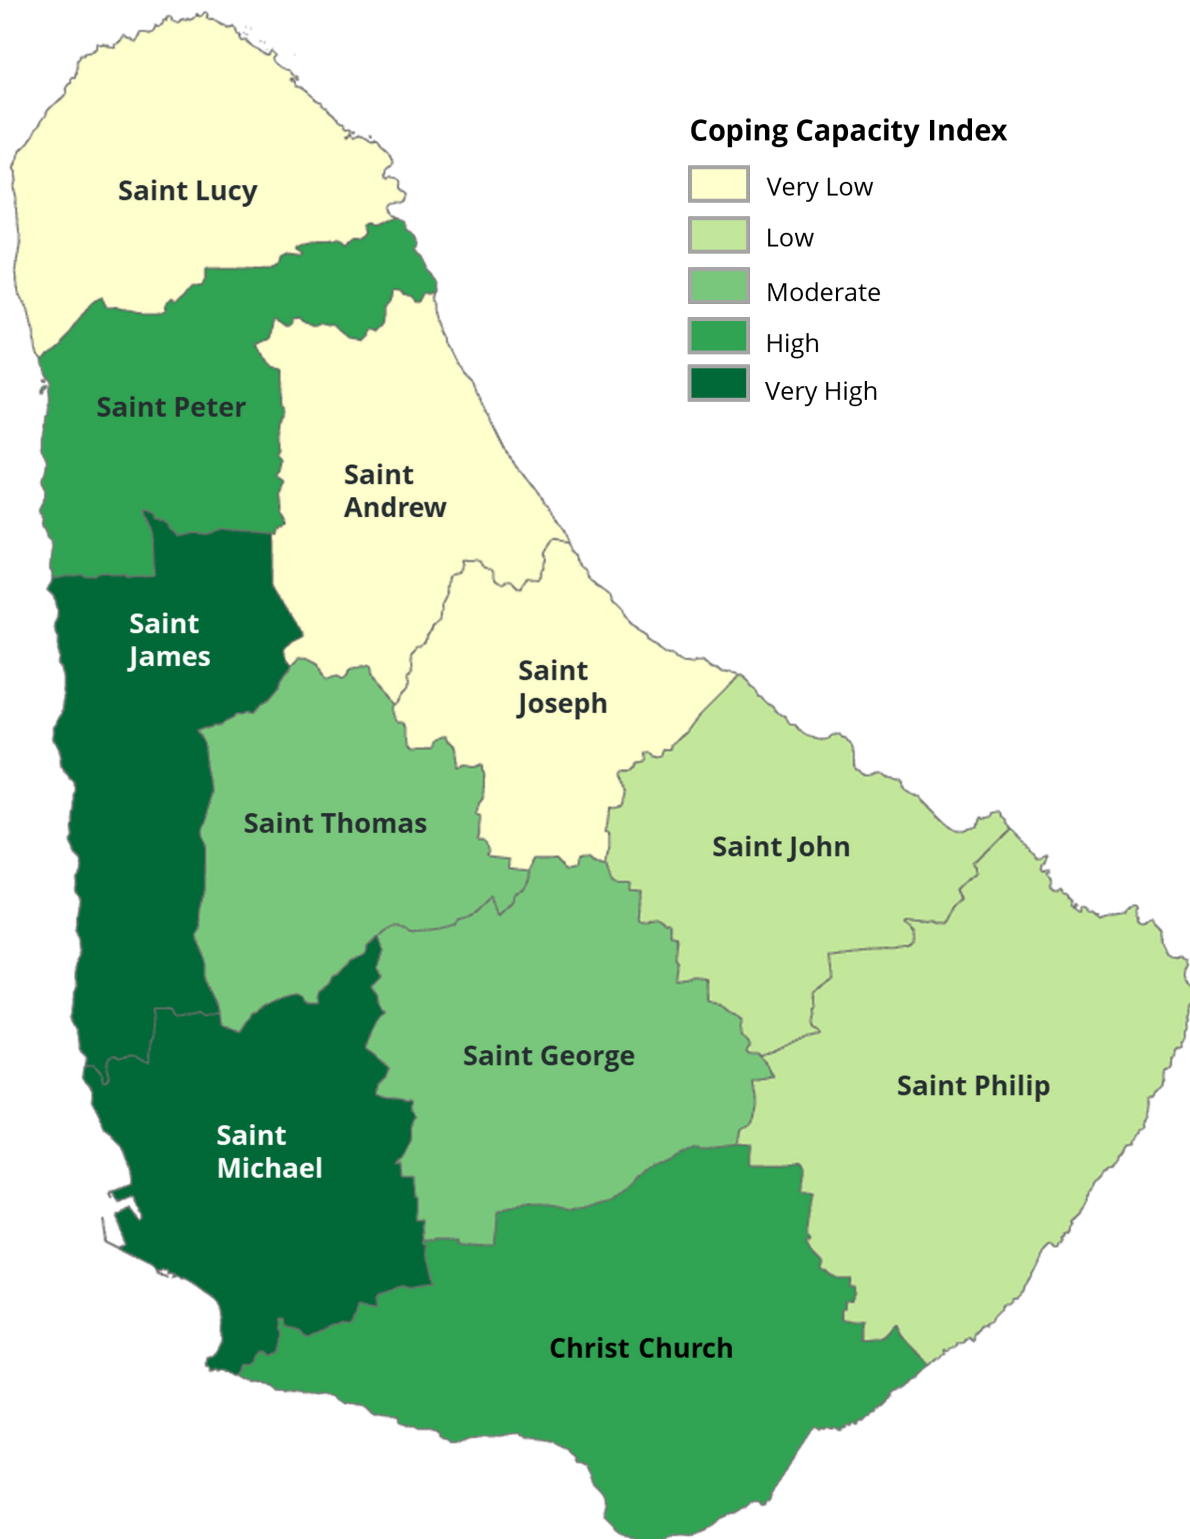 Coping Capacity Index
Very Low
Low
Moderate
High
Very High
Saint Lucy
Saint Peter
Saint
Andrew
Saint
James
Saint
Joseph
Saint Thomas
Saint John
Saint George
Saint Philip
Saint
Michael
Christ Church